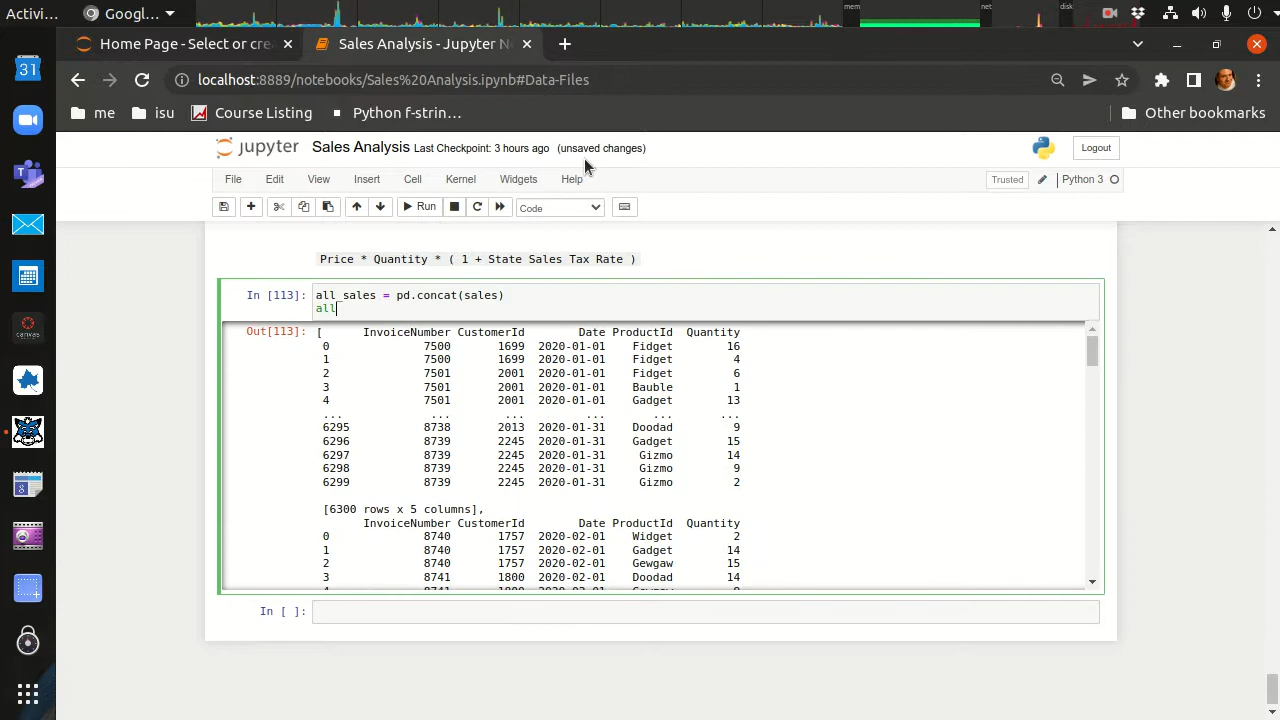 Activi...
Googl...
mem
net
disk
Home Page - Select or cre
Sales Analysis - Jupyter N
localhost:8889/notebooks/Sales%20Analysis.ipynb#Data-Files
me
isu
Course Listing
Python f-strin...
Other bookmarks
31
jupyter
Sales Analysis Last Checkpoint: 3 hours ago (unsaved changes)
Logout
File Edit View Insert Cell Kernel Widgets Help
Trusted
Python 3
Run
Code
canvas
Price * Quantity * ( 1 + State Sales Tax Rate )
In [113]: all_sales = pd.concat(sales)
all
Out[113]: [ InvoiceNumber CustomerId Date ProductId Quantity
0 7500 1699 2020-01-01 Fidget 16
1 7500 1699 2020-01-01 Fidget 4
2 7501 2001 2020-01-01 Fidget 6
3 7501 2001 2020-01-01 Bauble 1
4 7501 2001 2020-01-01 Gadget 13
... ... ... ... ... ...
6295 8738 2013 2020-01-31 Doodad 9
6296 8739 2245 2020-01-31 Gadget 15
6297 8739 2245 2020-01-31 Gizmo 14
6298 8739 2245 2020-01-31 Gizmo 9
6299 8739 2245 2020-01-31 Gizmo 2
[6300 rows x 5 columns],
InvoiceNumber CustomerId Date ProductId Quantity
0 8740 1757 2020-02-01 Widget 2
1 8740 1757 2020-02-01 Gadget 14
2 8740 1757 2020-02-01 Gewgaw 15
3 8741 1800 2020-02-01 Doodad 14
In [ ]: